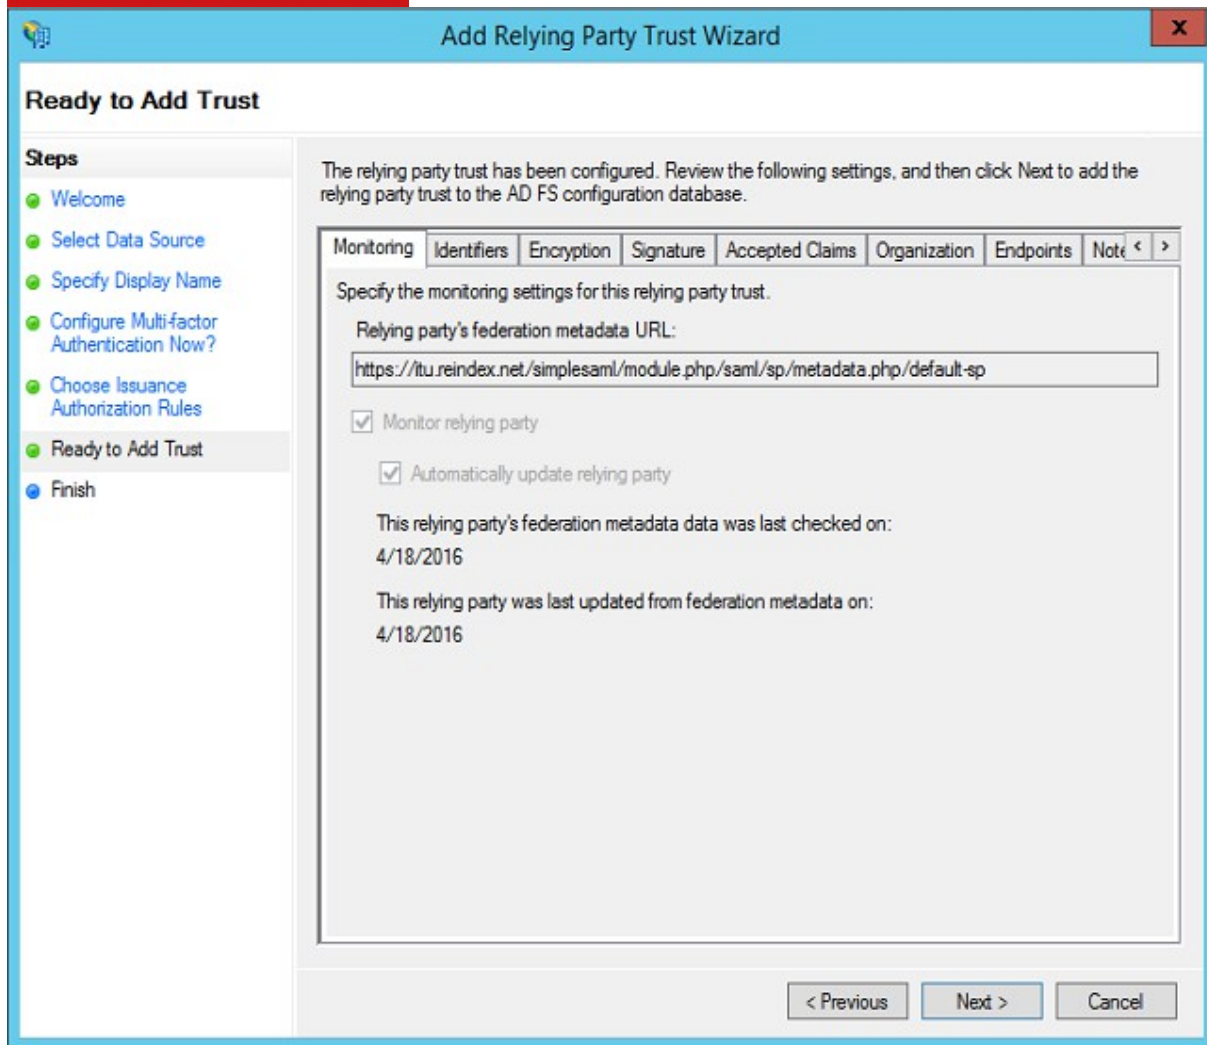 Add Relying Party Trust Wizard
x
Ready to Add Trust
Steps
Welcome
Select Data Source
Specify Display Name
Configure Multi-factor
Authentication Now?
Choose Issuance
Authorization Rules
Ready to Add Trust
Finish
The relying party trust has been configured. Review the following settings, and then click Next to add the
relying party trust to the AD FS configuration database.
Monitoring Identifiers Encryption Signature Accepted Claims Organization Endpoints Note < >
Specify the monitoring settings for this relying party trust.
Relying party's federation metadata URL:
https://itu.reindex.net/simplesaml/module.php/saml/sp/metadata.php/default-sp
Monitor relying party
Automatically update relying party
This relying party's federation metadata data was last checked on:
4/18/2016
This relying party was last updated from federation metadata on:
4/18/2016
< Previous Next > Cancel